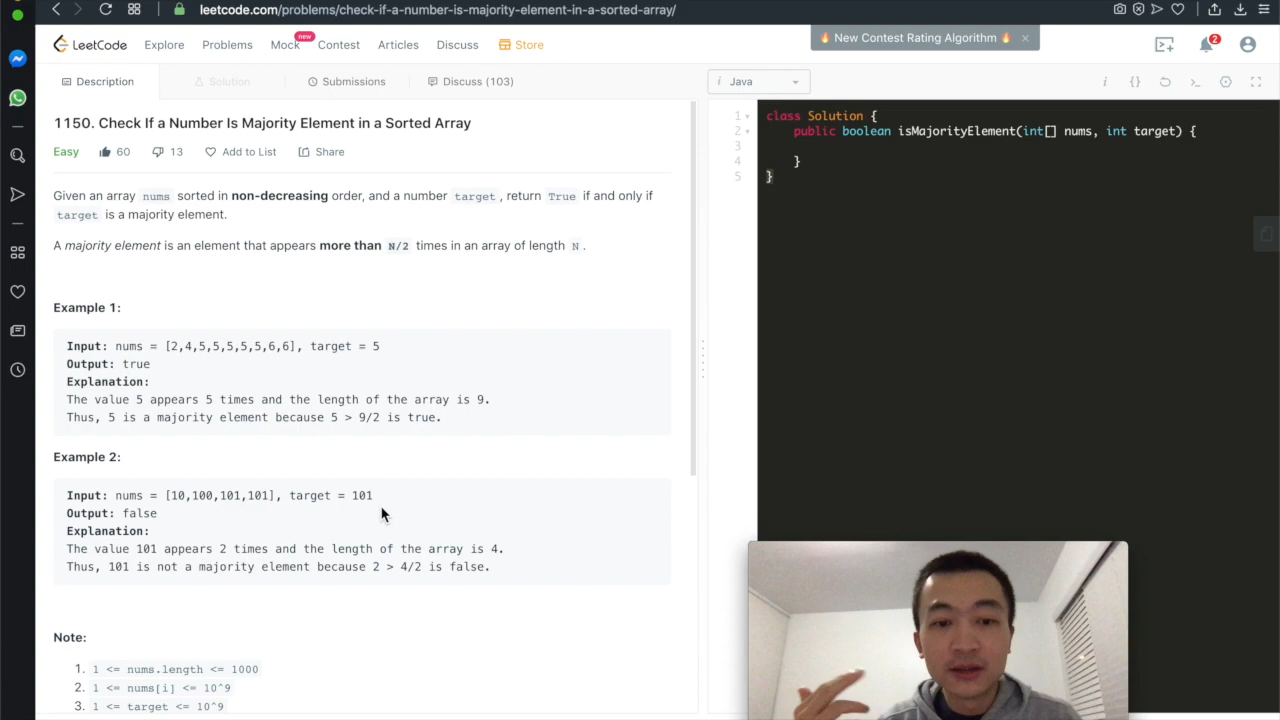 leetcode.com/problems/check-if-a-number-is-majority-element-in-a-sorted-array/
LeetCode Explore Problems Mock new Contest Articles Discuss Store
🔥 New Contest Rating Algorithm 🔥 ×
2
Description Solution Submissions Discuss (103)
i Java
i {}
1150. Check If a Number Is Majority Element in a Sorted Array
Easy 60 13 Add to List Share
Given an array nums sorted in non-decreasing order, and a number target, return True if and only if
target is a majority element.
A majority element is an element that appears more than N/2 times in an array of length N.
Example 1:
Input: nums = [2,4,5,5,5,5,5,6,6], target = 5
Output: true
Explanation:
The value 5 appears 5 times and the length of the array is 9.
Thus, 5 is a majority element because 5 > 9/2 is true.
Example 2:
Input: nums = [10,100,101,101], target = 101
Output: false
Explanation:
The value 101 appears 2 times and the length of the array is 4.
Thus, 101 is not a majority element because 2 > 4/2 is false.
Note:
1. 1 <= nums.length <= 1000
2. 1 <= nums[i] <= 10^9
3. 1 <= target <= 10^9
1 class Solution {
2 public boolean isMajorityElement(int[] nums, int target) {
3
4 }
5 }